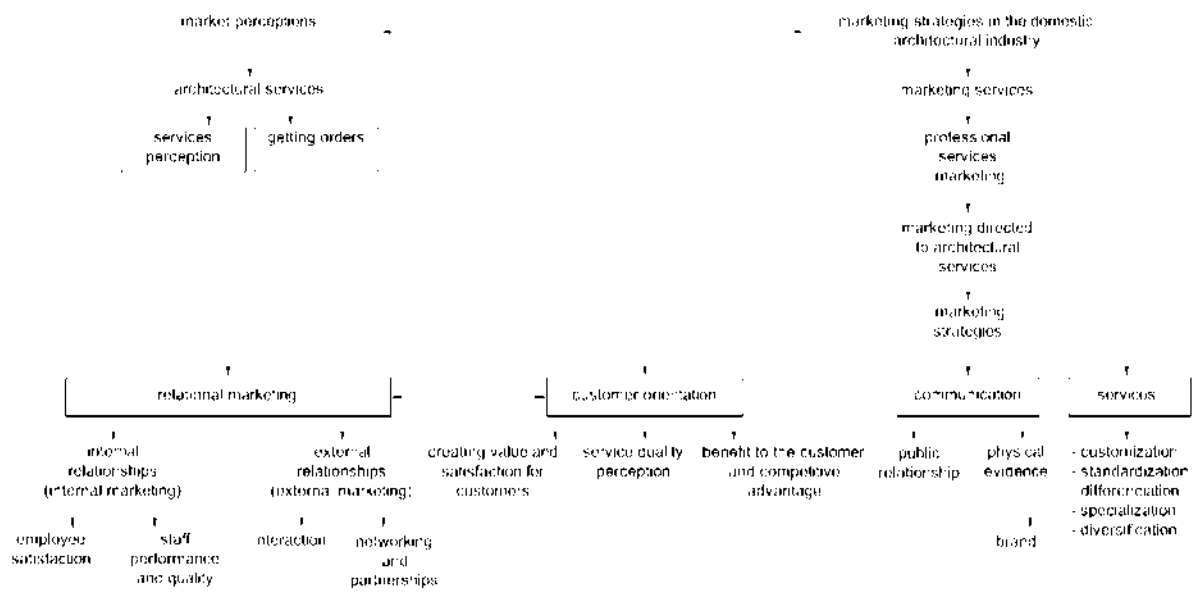 market perceptions
marketing strategies in the domestic
architectural industry
architectural services
marketing services
services
perception
getting orders
professional
services
marketing
marketing directed
to architectural
services
marketing
strategies
relational marketing
customer orientation
communication
services
internal
relationships
(internal marketing)
external
relationships
(external marketing)
creating value and
satisfaction for
customers
service quality
perception
benefit to the customer
and competitive
advantage
public
relationship
physical
evidence
- customization
- standardization
differenciation
- specialization
- diversification
employee
satisfaction
staff
performance
and quality
interaction
networking
and
partnerships
brand